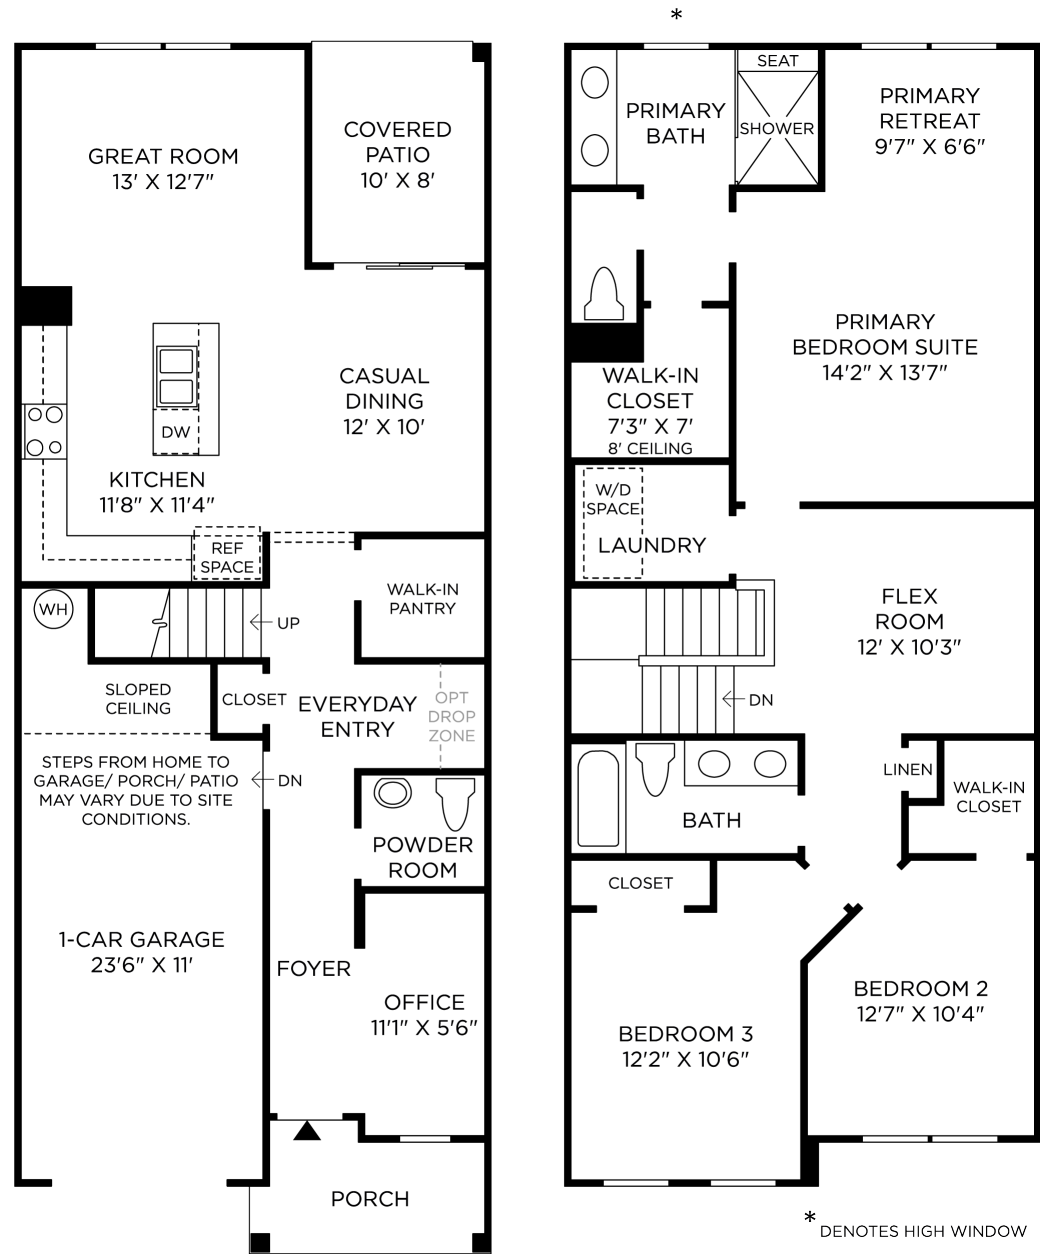 GREAT ROOM
13' X 12'7"
COVERED
PATIO
10' X 8'
CASUAL
DINING
12' X 10'
DW
KITCHEN
11'8" X 11'4"
REF
SPACE
WALK-IN
PANTRY
WH
UP
SLOPED
CEILING
CLOSET
EVERYDAY
ENTRY
OPT
DROP
ZONE
STEPS FROM HOME TO
GARAGE/ PORCH/ PATIO
MAY VARY DUE TO SITE
CONDITIONS.
DN
POWDER
ROOM
1-CAR GARAGE
23'6" X 11'
FOYER
OFFICE
11'1" X 5'6"
PORCH
*
PRIMARY
BATH
SEAT
SHOWER
PRIMARY
RETREAT
9'7" X 6'6"
PRIMARY
BEDROOM SUITE
14'2" X 13'7"
WALK-IN
CLOSET
7'3" X 7'
8' CEILING
W/D
SPACE
LAUNDRY
FLEX
ROOM
12' X 10'3"
DN
LINEN
WALK-IN
CLOSET
BATH
CLOSET
BEDROOM 2
12'7" X 10'4"
BEDROOM 3
12'2" X 10'6"
* DENOTES HIGH WINDOW